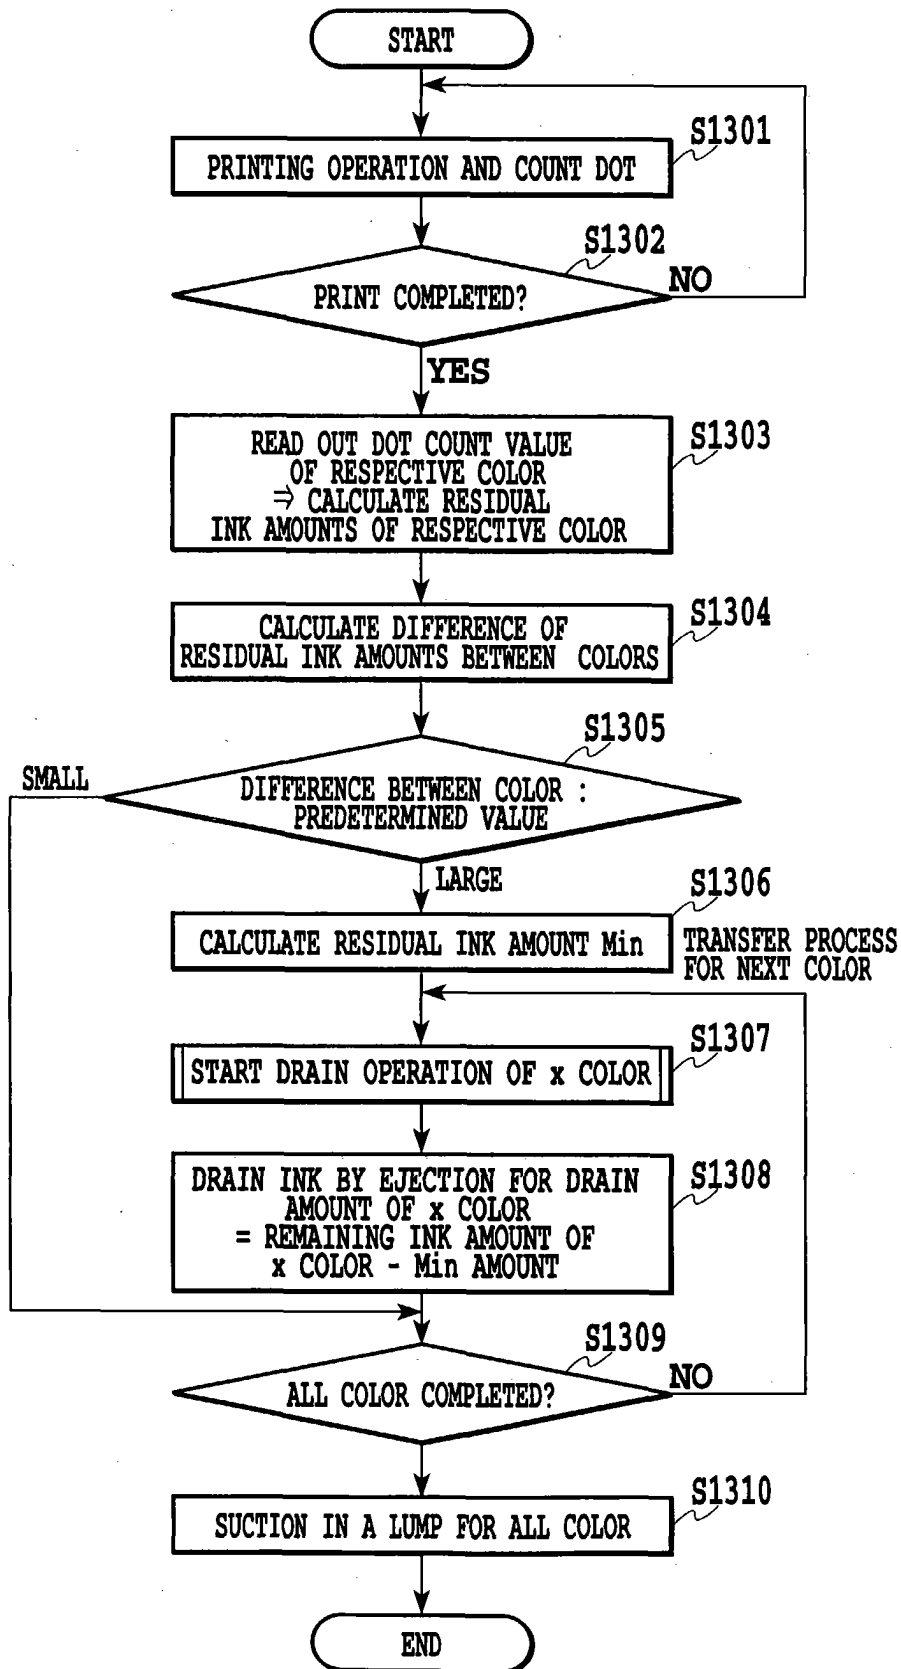 START
S1301
PRINTING OPERATION AND COUNT DOT
S1302
PRINT COMPLETED?
NO
YES
S1303
READ OUT DOT COUNT VALUE
OF RESPECTIVE COLOR
⇒ CALCULATE RESIDUAL
INK AMOUNTS OF RESPECTIVE COLOR
S1304
CALCULATE DIFFERENCE OF
RESIDUAL INK AMOUNTS BETWEEN COLORS
S1305
SMALL
DIFFERENCE BETWEEN COLOR :
PREDETERMINED VALUE
LARGE
S1306
CALCULATE RESIDUAL INK AMOUNT Min
TRANSFER PROCESS
FOR NEXT COLOR
S1307
START DRAIN OPERATION OF x COLOR
S1308
DRAIN INK BY EJECTION FOR DRAIN
AMOUNT OF x COLOR
= REMAINING INK AMOUNT OF
x COLOR - Min AMOUNT
S1309
ALL COLOR COMPLETED?
NO
S1310
SUCTION IN A LUMP FOR ALL COLOR
END